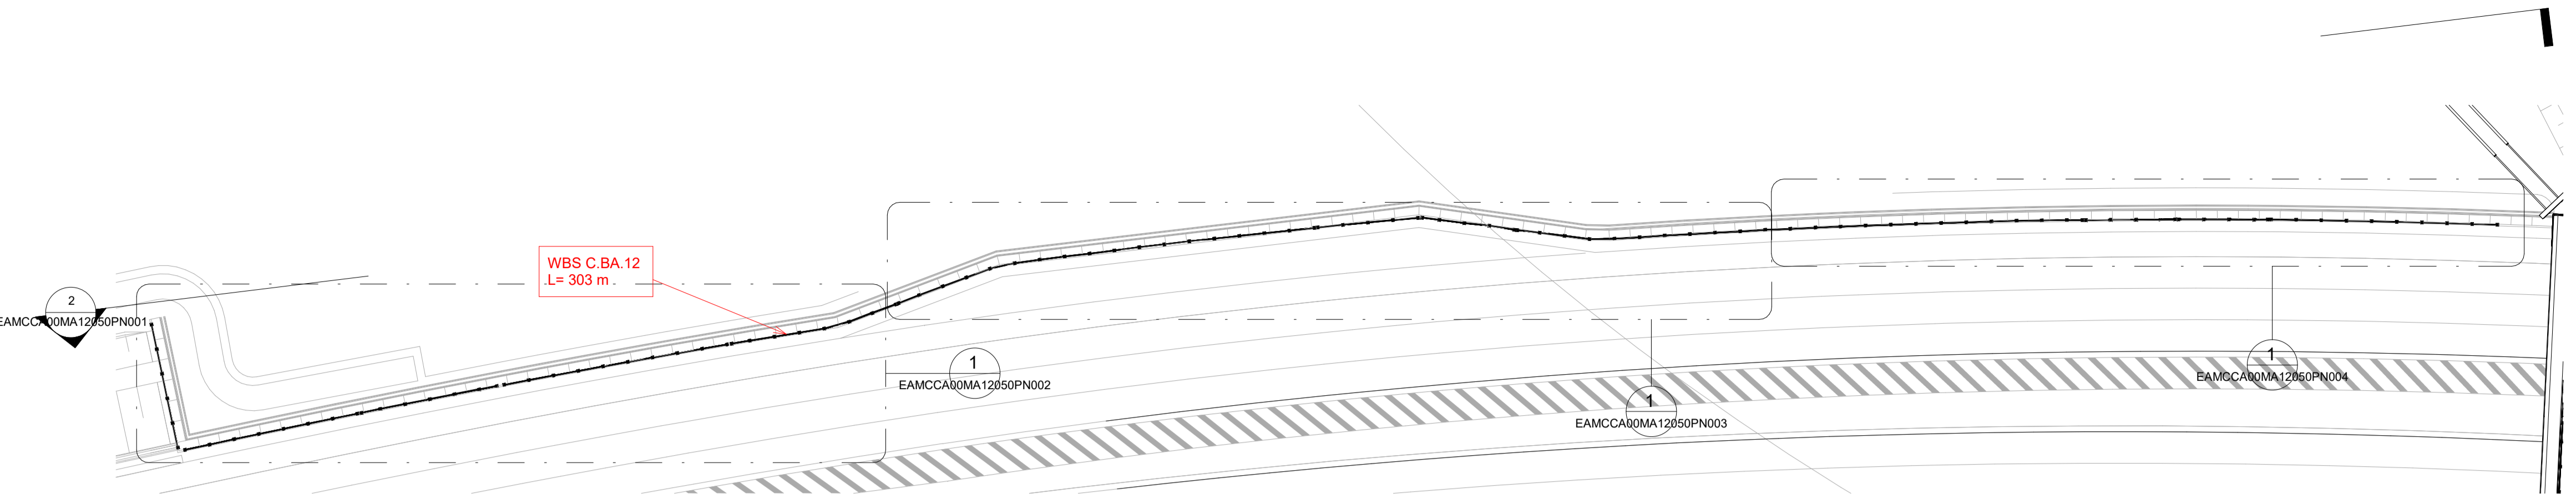 WBS C.BA.12
L= 303 m
2
EAMCCA00MA12050PN001
1
EAMCCA00MA12050PN002
1
EAMCCA00MA12050PN003
1
EAMCCA00MA12050PN004